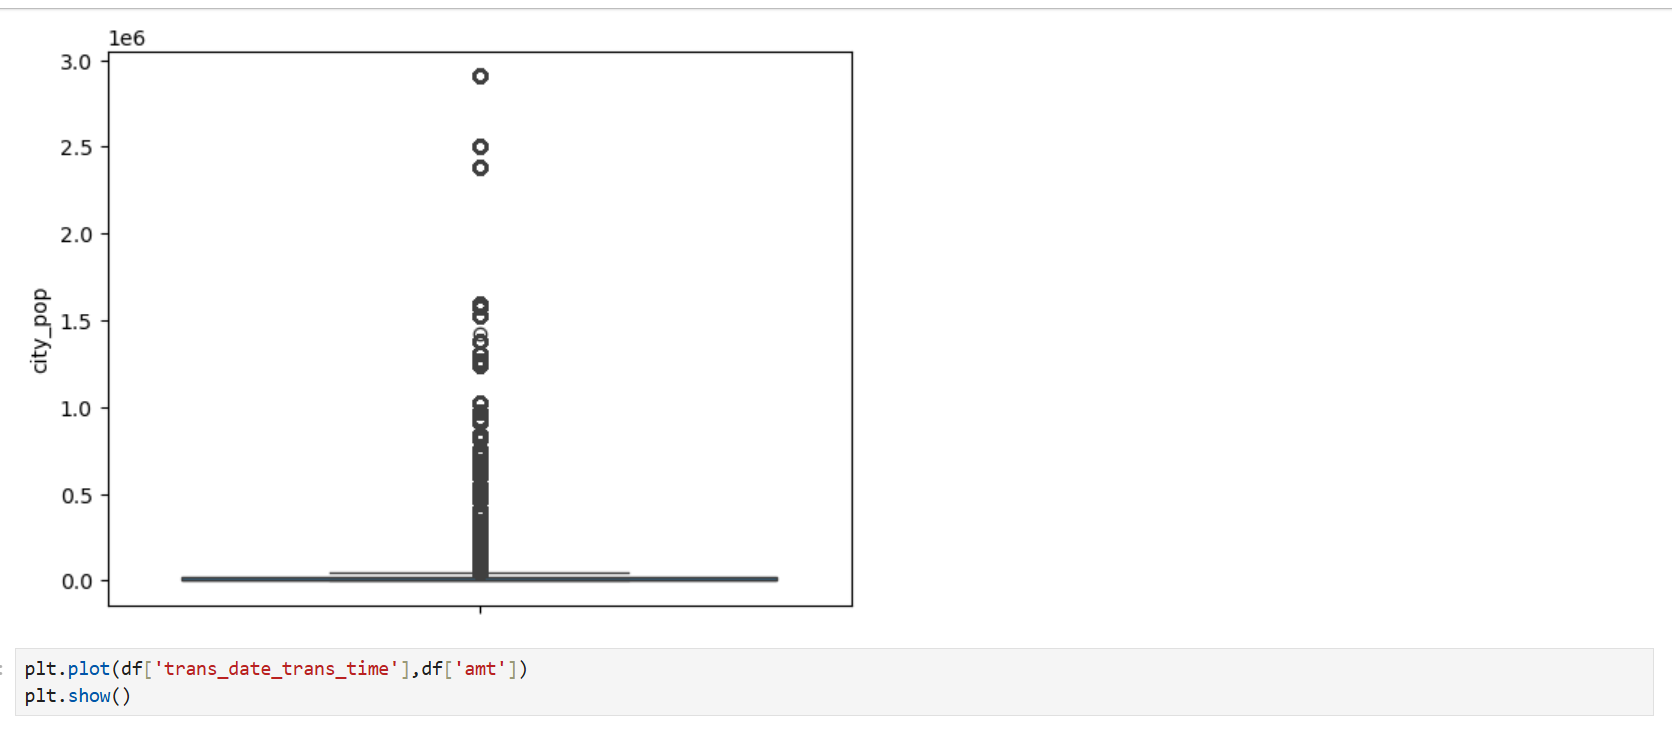 1e6
3.0
2.5
2.0
1.5
1.0
0.5
0.0
city_pop
:
plt.plot(df['trans_date_trans_time'],df['amt'])
plt.show()